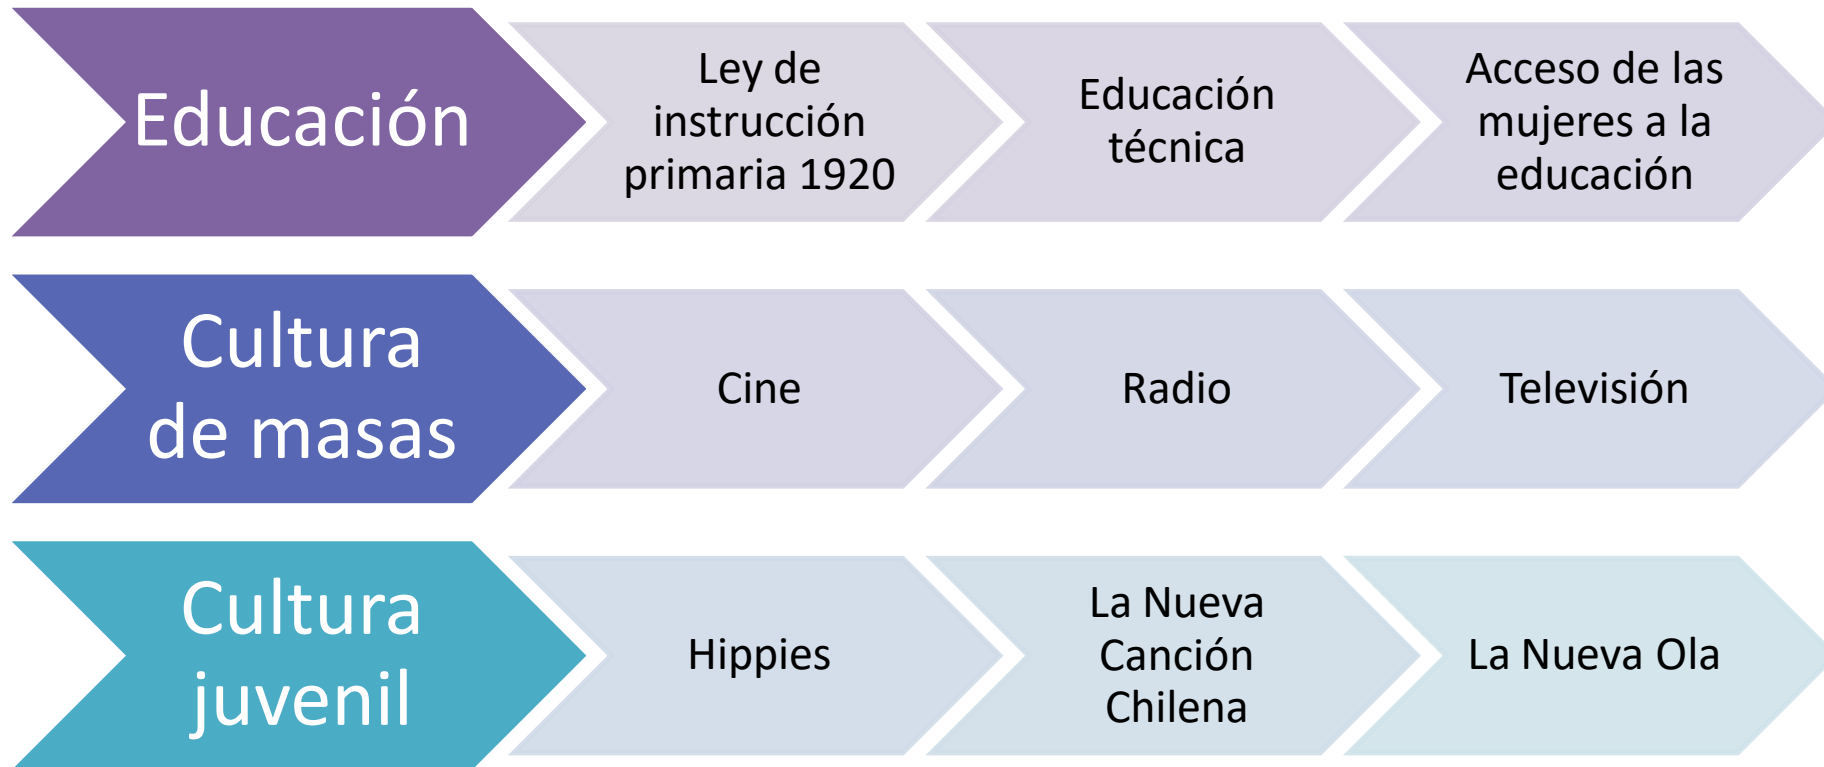 Educación
Ley de
instrucción
primaria 1920
Educación
técnica
Acceso de las
mujeres a la
educación
Cultura
de masas
Cine
Radio
Televisión
Cultura
juvenil
Hippies
La Nueva
Canción
Chilena
La Nueva Ola